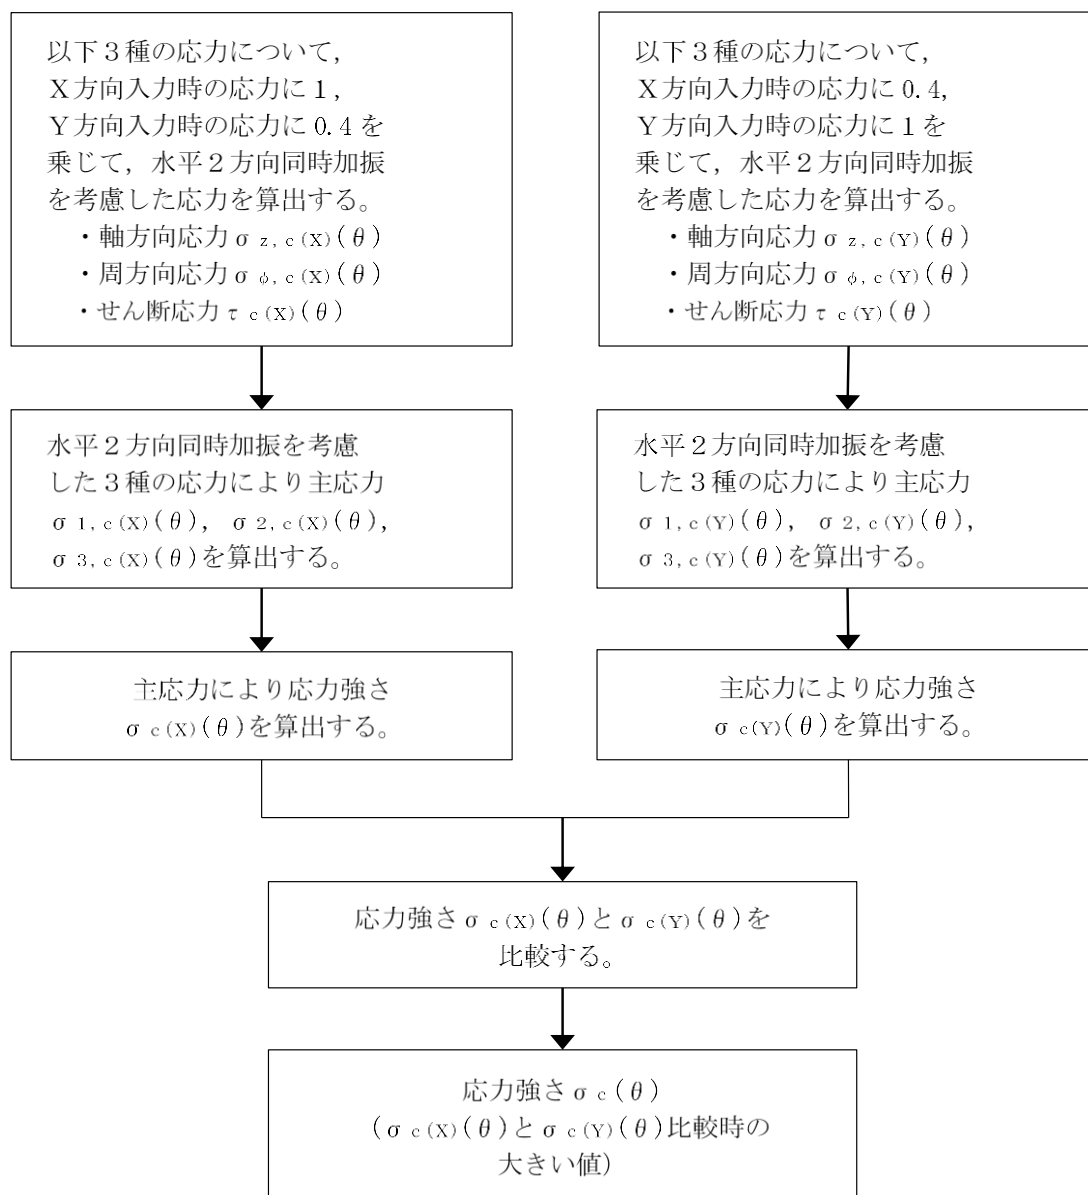 以下３種の応力について，
Ｘ方向入力時の応力に 1，
Ｙ方向入力時の応力に 0.4 を
乗じて，水平２方向同時加振
を考慮した応力を算出する。
・軸方向応力σ z, c (X) (θ)
・周方向応力σ φ, c (X) (θ)
・せん断応力τ c (X) (θ)
以下３種の応力について，
Ｘ方向入力時の応力に 0.4，
Ｙ方向入力時の応力に 1 を
乗じて，水平２方向同時加振
を考慮した応力を算出する。
・軸方向応力σ z, c (Y) (θ)
・周方向応力σ φ, c (Y) (θ)
・せん断応力τ c (Y) (θ)
水平２方向同時加振を考慮
した３種の応力により主応力
σ 1, c (X) (θ)，σ 2, c (X) (θ)，
σ 3, c (X) (θ)を算出する。
水平２方向同時加振を考慮
した３種の応力により主応力
σ 1, c (Y) (θ)，σ 2, c (Y) (θ)，
σ 3, c (Y) (θ)を算出する。
主応力により応力強さ
σ c (X) (θ)を算出する。
主応力により応力強さ
σ c (Y) (θ)を算出する。
応力強さσ c (X) (θ)とσ c (Y) (θ)を
比較する。
応力強さσ c (θ)
(σ c (X) (θ)とσ c (Y) (θ)比較時の
大きい値)